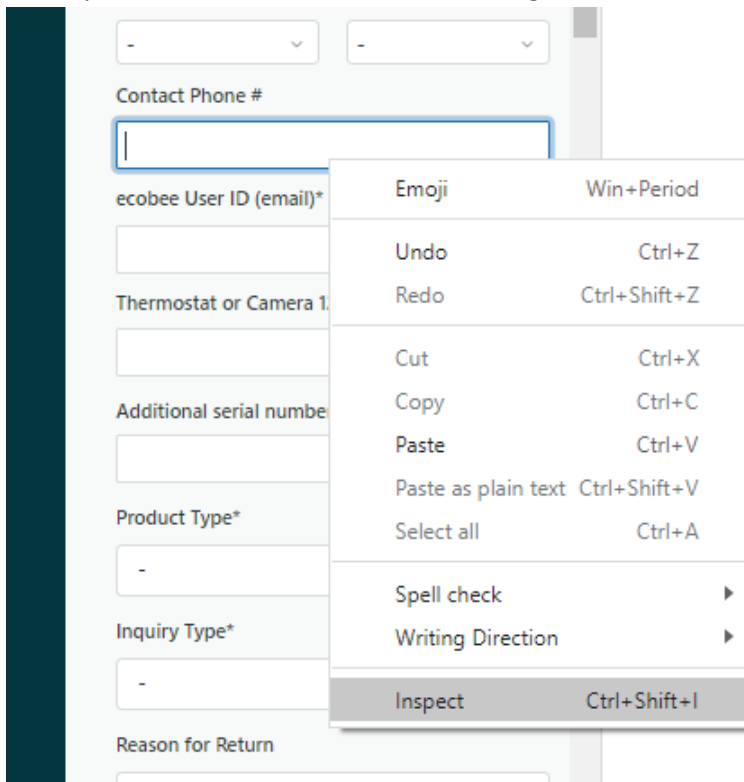 - -
Contact Phone #
ecobee User ID (email)*
Emoji Win+Period
Undo Ctrl+Z
Thermostat or Camera 1
Redo Ctrl+Shift+Z
Cut Ctrl+X
Additional serial number
Copy Ctrl+C
Paste Ctrl+V
Paste as plain text Ctrl+Shift+V
Product Type*
Select all Ctrl+A
-
Spell check
Inquiry Type*
Writing Direction
-
Inspect Ctrl+Shift+I
Reason for Return